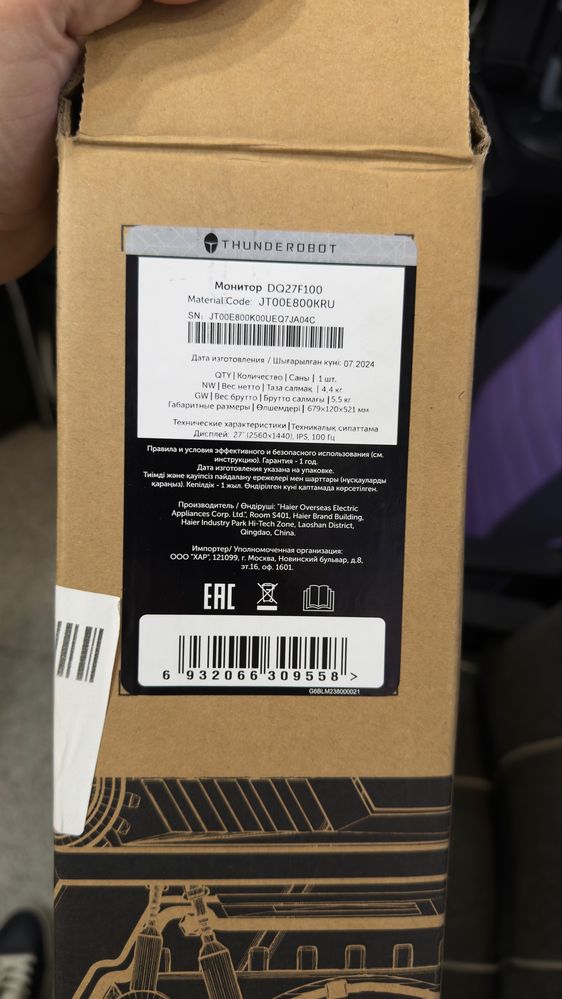 THUNDEROBOT
Монитор DQ27F100
Material Code: JT00E800KRU
SN: JT00E800K00UEQ7JA04C
Дата изготовления / Шығарылған күні: 07.2024
QTY | Количество | Саны | 1 шт.
NW | Вес нетто | Таза салмақ | 4,4 кг
GW | Вес брутто | Брутто салмағы | 5,5 кг
Габаритные размеры | Өлшемдері | 679×120×521 мм
Технические характеристики | Техникалық сипаттама
Дисплей: 27" (2560×1440), IPS, 100 Гц
Правила и условия эффективного и безопасного использования (см.
инструкцию). Гарантия - 1 год.
Дата изготовления указана на упаковке.
Тиімді және қауіпсіз пайдалану ережелері мен шарттары (нұсқауларды
қараңыз). Кепілдік - 1 жыл. Өндірілген күні қаптамада көрсетілген.
Производитель / Өндіруші: "Haier Overseas Electric
Appliances Corp. Ltd.", Room S401, Haier Brand Building,
Haier Industry Park Hi-Tech Zone, Laoshan District,
Qingdao, China.
Импортер/ Уполномоченная организация:
ООО "ХАР", 121099, г. Москва, Новинский бульвар, д.8,
эт.16, оф. 1601.
EAC
6 932066 309558 >
G6BLM238000021